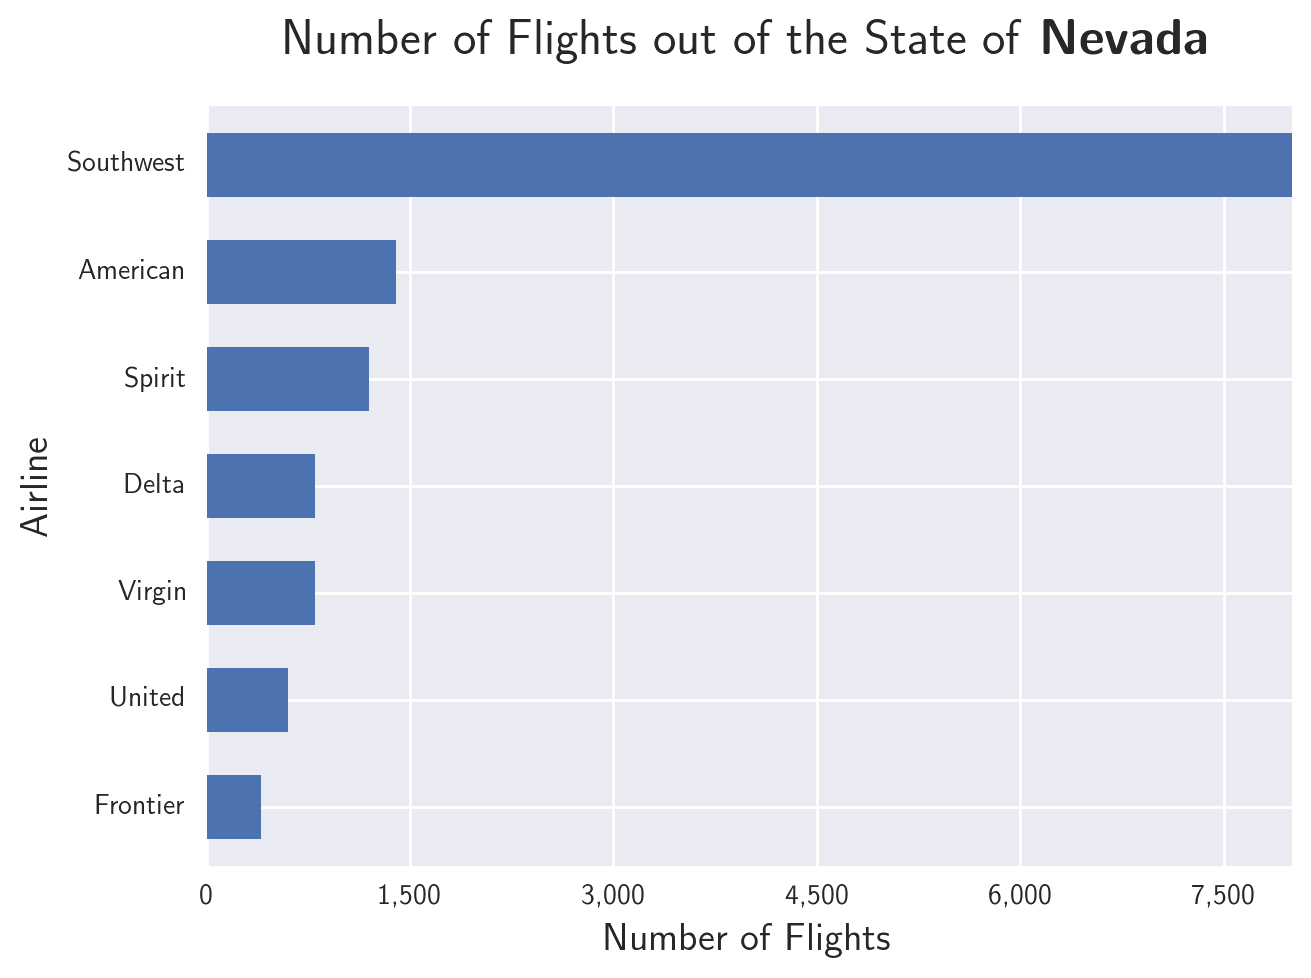 Number of Flights out of the State of Nevada
Southwest
American
Spirit
Delta
Virgin
United
Frontier
Airline
0 1,500 3,000 4,500 6,000 7,500
Number of Flights